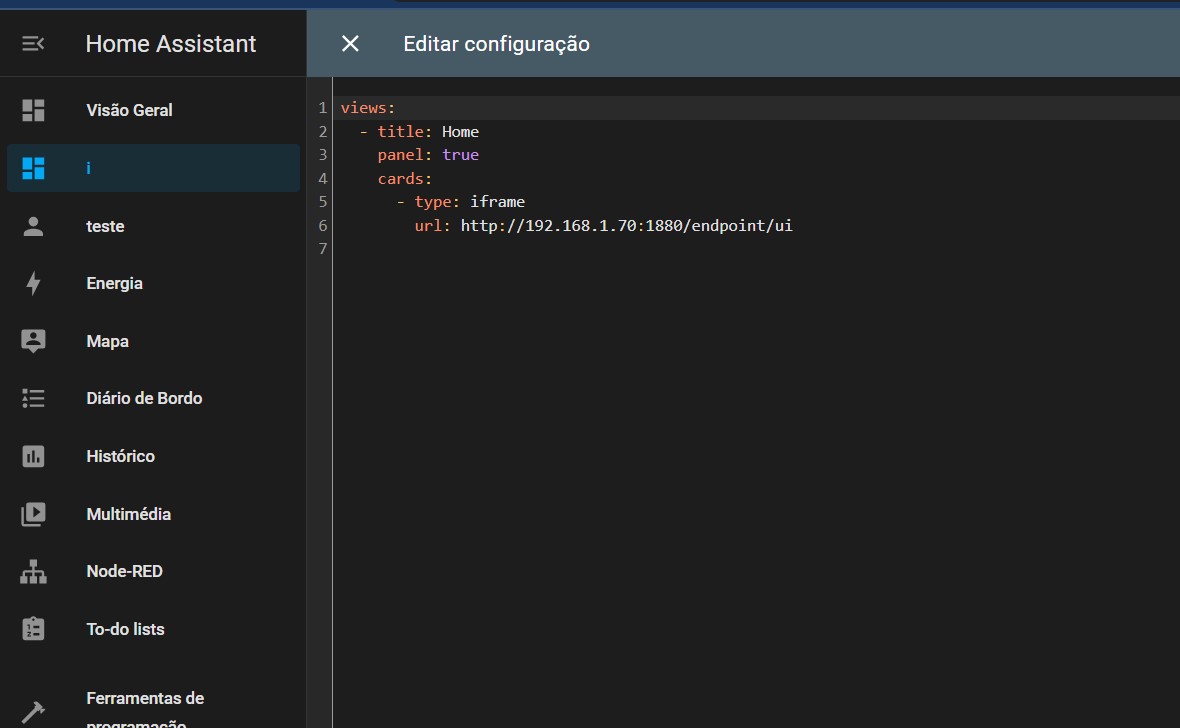 Home Assistant
Editar configuração
Visão Geral
i
teste
Energia
Mapa
Diário de Bordo
Histórico
Multimédia
Node-RED
To-do lists
Ferramentas de
programação
1 views:
2 - title: Home
3 panel: true
4 cards:
5 - type: iframe
6 url: http://192.168.1.70:1880/endpoint/ui
7